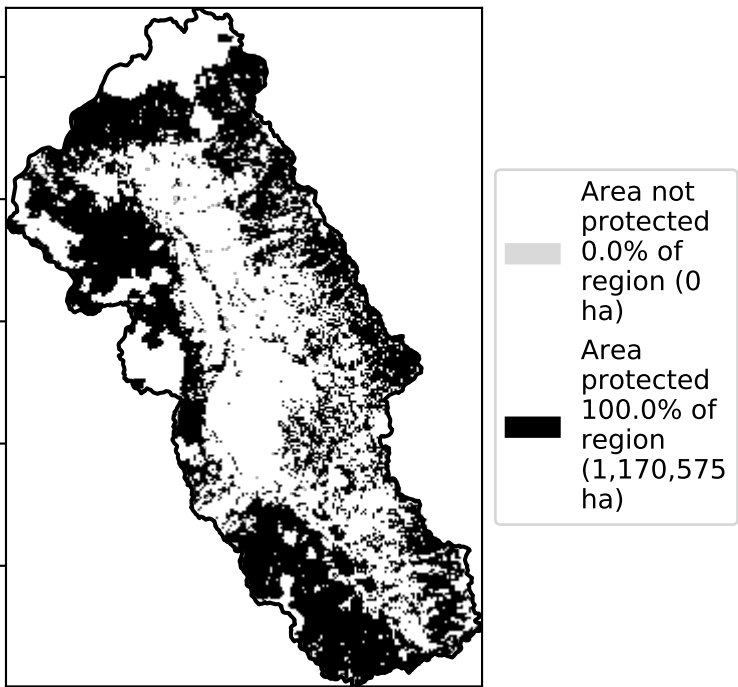 Area not
protected
0.0% of
region (0
ha)
Area
protected
100.0% of
region
(1,170,575
ha)